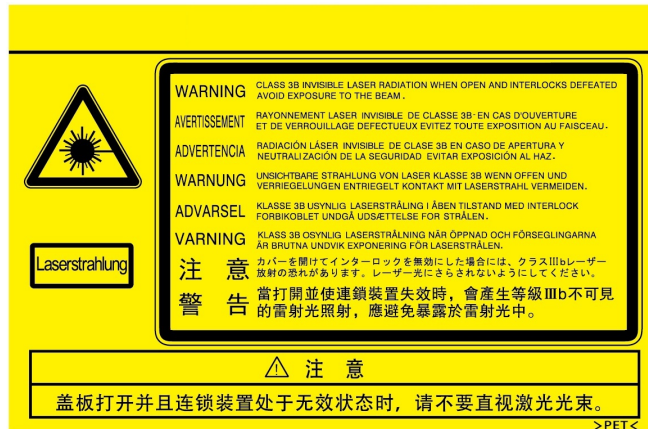 WARNING CLASS 3B INVISIBLE LASER RADIATION WHEN OPEN AND INTERLOCKS DEFEATED
AVOID EXPOSURE TO THE BEAM.
AVERTISSEMENT RAYONNEMENT LASER INVISIBLE DE CLASSE 3B-EN CAS D'OUVERTURE
ET DE VERROUILLAGE DEFECTUEUX EVITEZ TOUTE EXPOSITION AU FAISCEAU.
ADVERTENCIA RADIACIÓN LÁSER INVISIBLE DE CLASE 3B EN CASO DE APERTURA Y
NEUTRALIZACIÓN DE LA SEGURIDAD EVITAR EXPOSICIÓN AL HAZ.
WARNUNG UNSICHTBARE STRAHLUNG VON LASER KLASSE 3B WENN OFFEN UND
VERRIEGELUNGEN ENTRIEGELT KONTAKT MIT LASERSTRAHL VERMEIDEN.
ADVARSEL KLASSE 3B USYNLIG LASERSTRÅLING I ÅBEN TILSTAND MED INTERLOCK
FORBIKOBLET UNDGÅ UDSÆTTELSE FOR STRÅLEN.
VARNING KLASS 3B OSYNLIG LASERSTRÅLNING NÄR ÖPPNAD OCH FÖRSEGLINGARNA
ÄR BRUTNA UNDVIK EXPONERING FÖR LASERSTRÅLEN.
Laserstrahlung
注意 カバーを開けてインターロックを無効にした場合には、クラスIIIbレーザー
放射の恐れがあります。レーザー光にさらされないようにしてください。
警告 當打開並使連鎖裝置失效時，會產生等級IIIb不可見
的雷射光照射，應避免暴露於雷射光中。
⚠ 注意
盖板打开并且连锁装置处于无效状态时，请不要直视激光光束。
>PET<